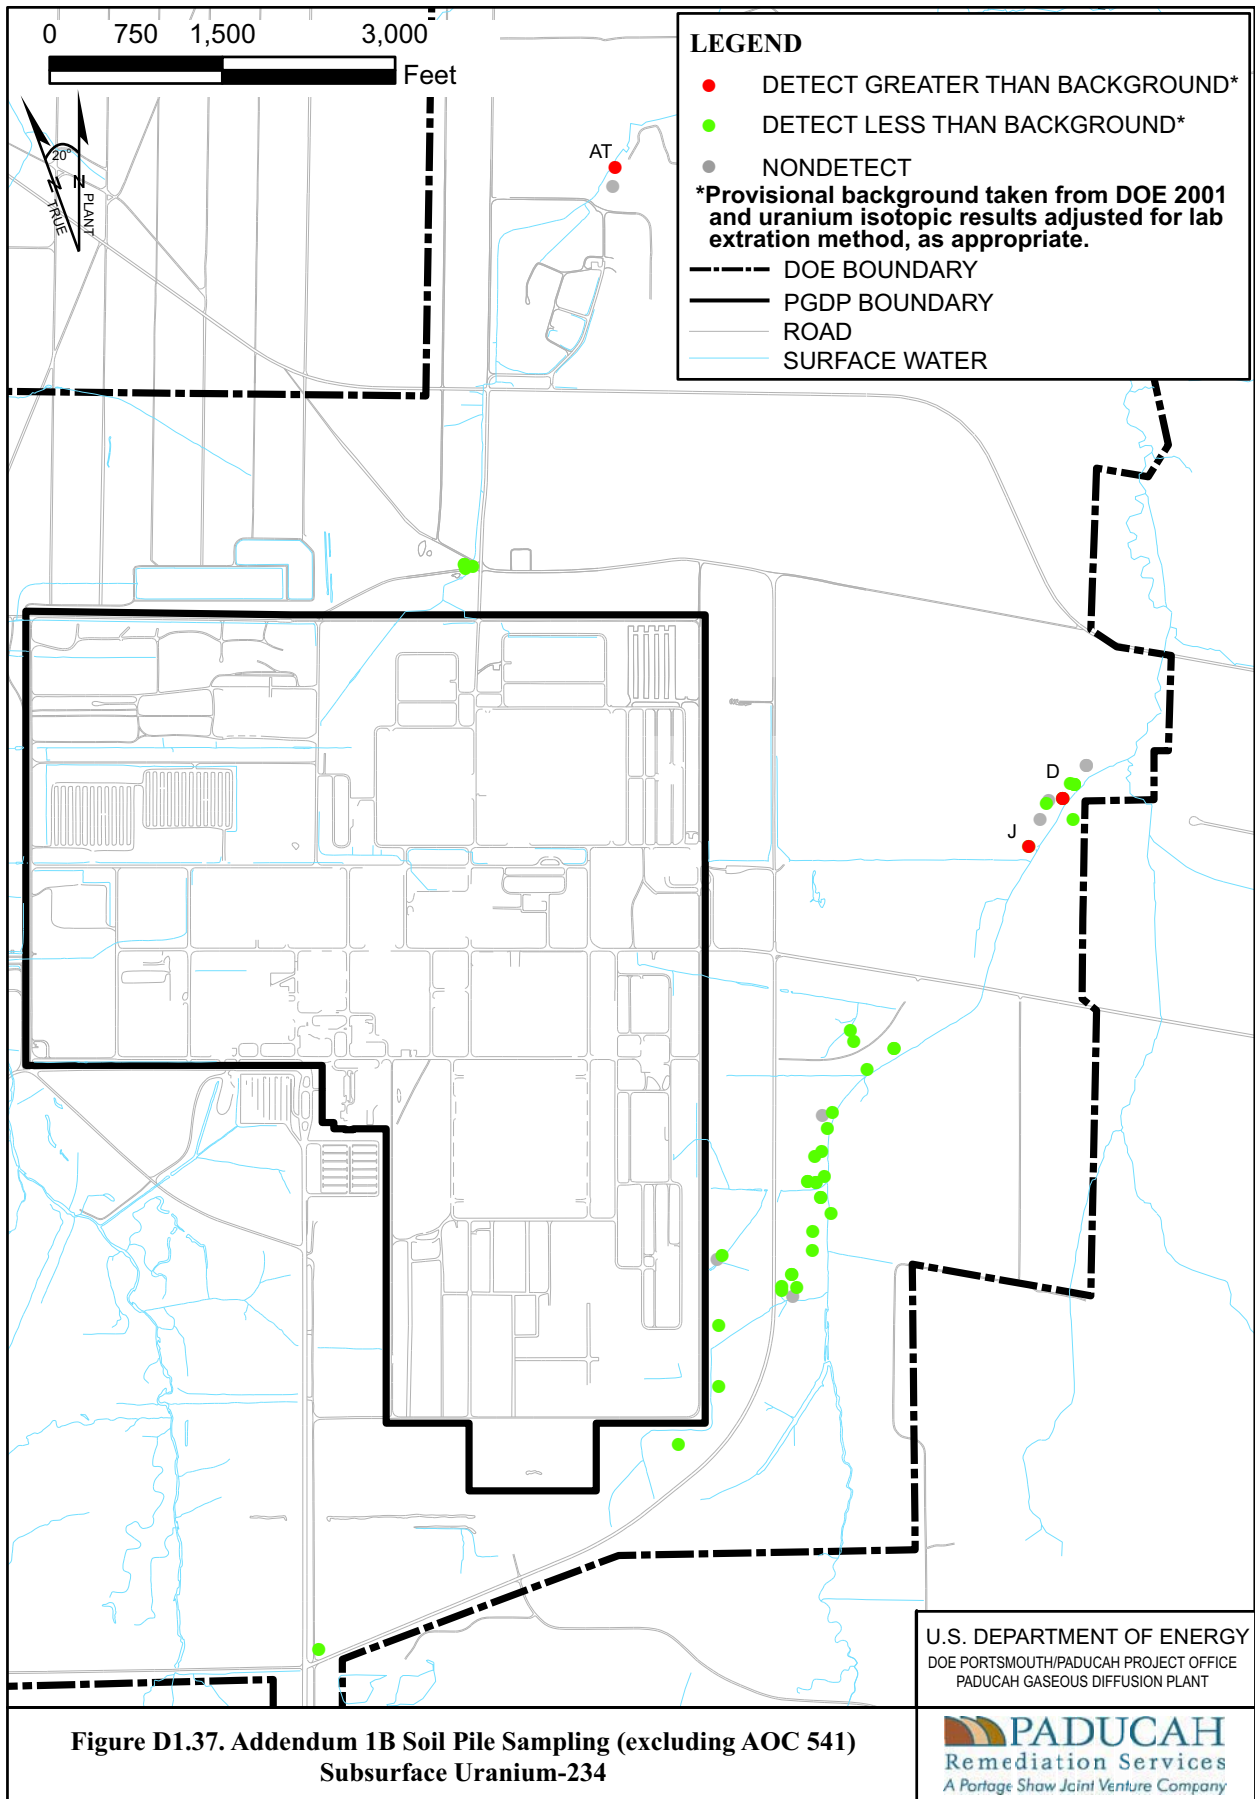 0 750 1,500 3,000
Feet
20°
N
TRUE
N
PLANT
LEGEND
DETECT GREATER THAN BACKGROUND*
DETECT LESS THAN BACKGROUND*
NONDETECT
*Provisional background taken from DOE 2001
and uranium isotopic results adjusted for lab
extration method, as appropriate.
DOE BOUNDARY
PGDP BOUNDARY
ROAD
SURFACE WATER
AT
D
J
U.S. DEPARTMENT OF ENERGY
DOE PORTSMOUTH/PADUCAH PROJECT OFFICE
PADUCAH GASEOUS DIFFUSION PLANT
Figure D1.37. Addendum 1B Soil Pile Sampling (excluding AOC 541)
Subsurface Uranium-234
PADUCAH
Remediation Services
A Portage Shaw Joint Venture Company